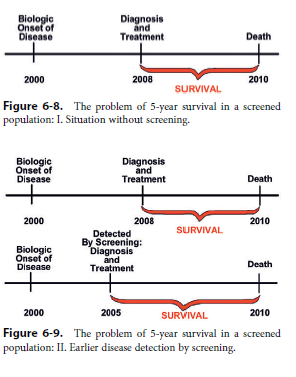 Biologic
Onset of
Disease
Diagnosis
and
Treatment
Death
2000
2008
2010
SURVIVAL
Figure 6-8. The problem of 5-year survival in a screened
population: I. Situation without screening.
Biologic
Onset of
Disease
Diagnosis
and
Treatment
Death
2000
2008
2010
SURVIVAL
Detected
By Screening:
Diagnosis
and
Treatment
Biologic
Onset of
Disease
Death
2000
2005
2010
SURVIVAL
Figure 6-9. The problem of 5-year survival in a screened
population: II. Earlier disease detection by screening.